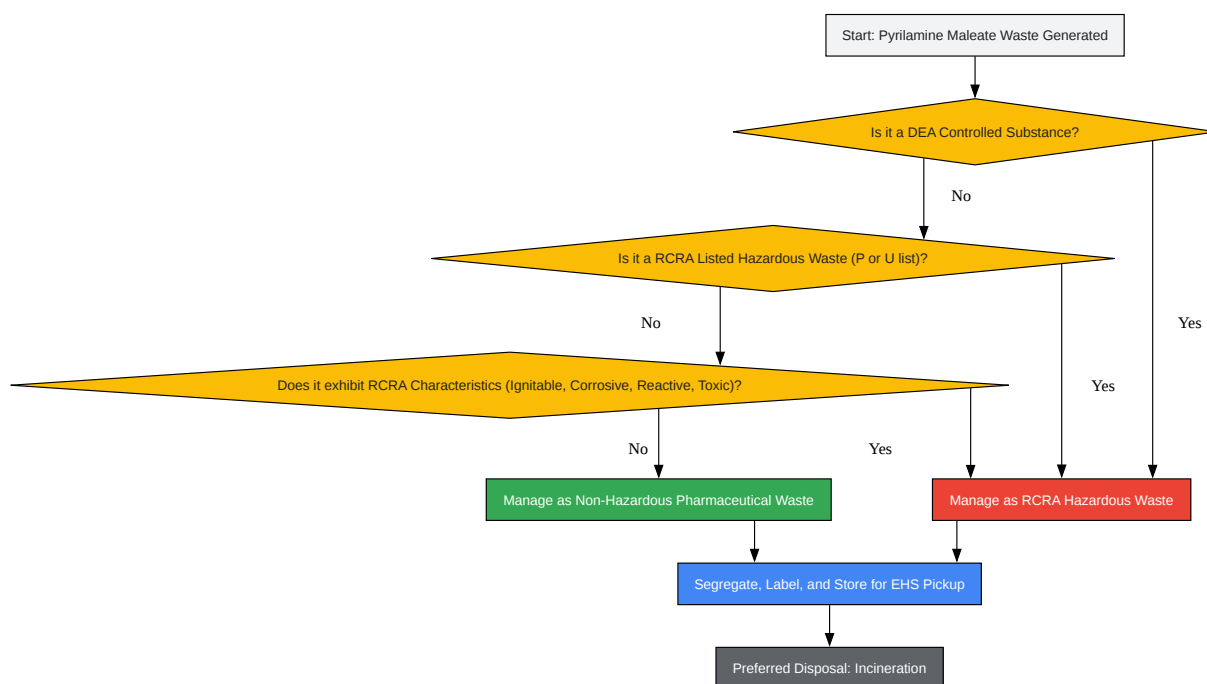 Start: Pyrilamine Maleate Waste Generated
Is it a DEA Controlled Substance?
No
Is it a RCRA Listed Hazardous Waste (P or U list)?
No
Yes
Does it exhibit RCRA Characteristics (Ignitable, Corrosive, Reactive, Toxic)?
Yes
No
Yes
Manage as Non-Hazardous Pharmaceutical Waste
Manage as RCRA Hazardous Waste
Segregate, Label, and Store for EHS Pickup
Preferred Disposal: Incineration